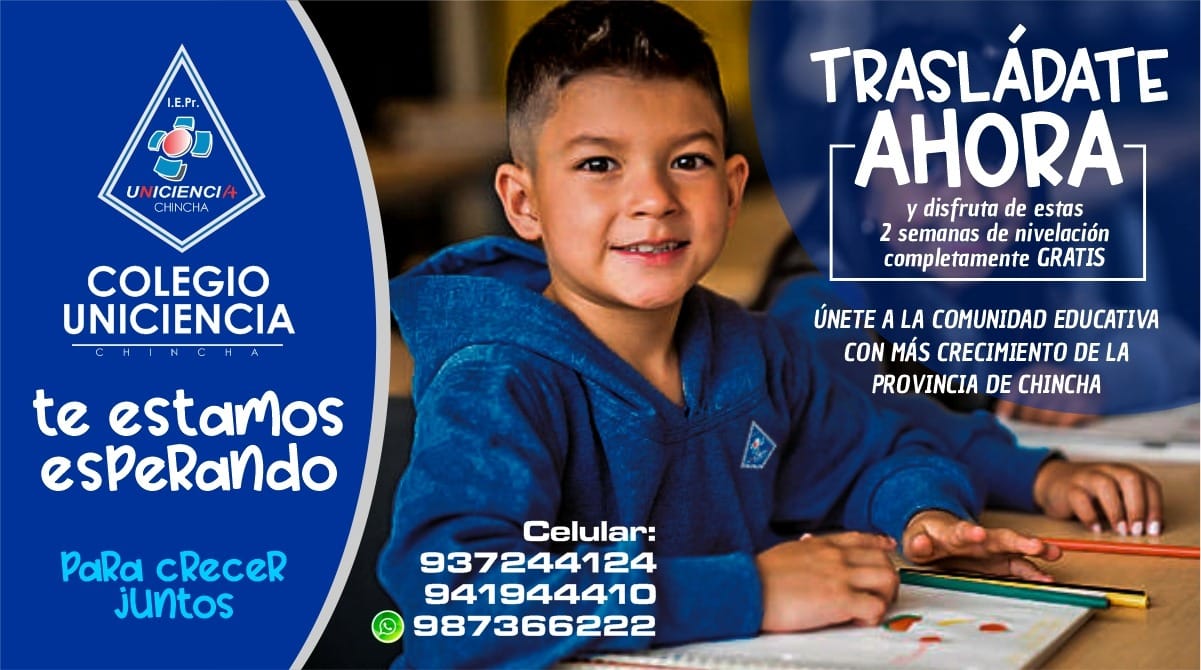 I.E.Pr.
UNICIENCIA
CHINCHA
COLEGIO
UNICIENCIA
CHINCHA
te estamos
esperando
para crecer
juntos
Celular:
937244124
941944410
987366222
TRASLÁDATE
AHORA
y disfruta de estas
2 semanas de nivelación
completamente GRATIS
ÚNETE A LA COMUNIDAD EDUCATIVA
CON MÁS CRECIMIENTO DE LA
PROVINCIA DE CHINCHA